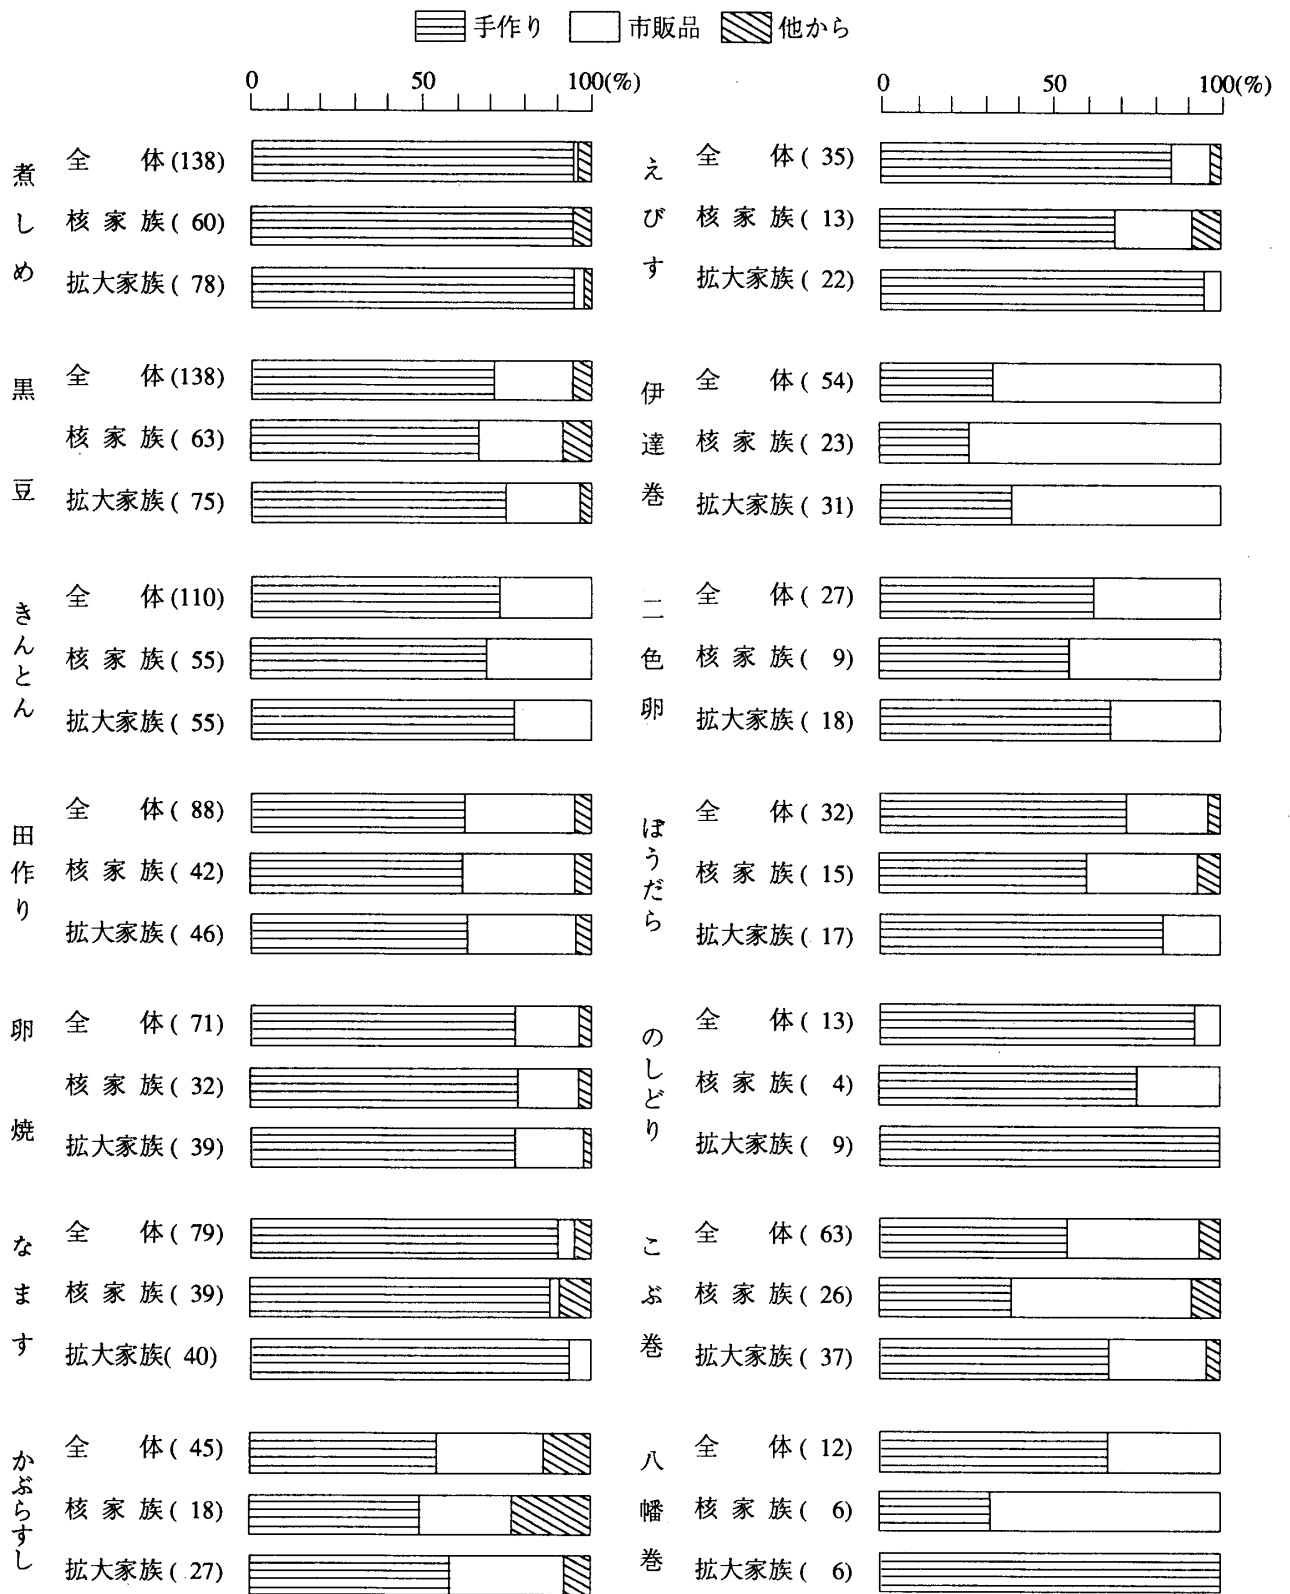 手作り 市販品 他から
0 50 100(%)
煮しめ
全体(138)
核家族( 60)
拡大家族( 78)
黒豆
全体(138)
核家族( 63)
拡大家族( 75)
きんとん
全体(110)
核家族( 55)
拡大家族( 55)
田作り
全体( 88)
核家族( 42)
拡大家族( 46)
卵焼
全体( 71)
核家族( 32)
拡大家族( 39)
なます
全体( 79)
核家族( 39)
拡大家族( 40)
かぶらすし
全体( 45)
核家族( 18)
拡大家族( 27)
0 50 100(%)
えびす
全体( 35)
核家族( 13)
拡大家族( 22)
伊達巻
全体( 54)
核家族( 23)
拡大家族( 31)
二色卵
全体( 27)
核家族( 9)
拡大家族( 18)
ぼうだら
全体( 32)
核家族( 15)
拡大家族( 17)
のしどり
全体( 13)
核家族( 4)
拡大家族( 9)
こぶ巻
全体( 63)
核家族( 26)
拡大家族( 37)
八幡巻
全体( 12)
核家族( 6)
拡大家族( 6)